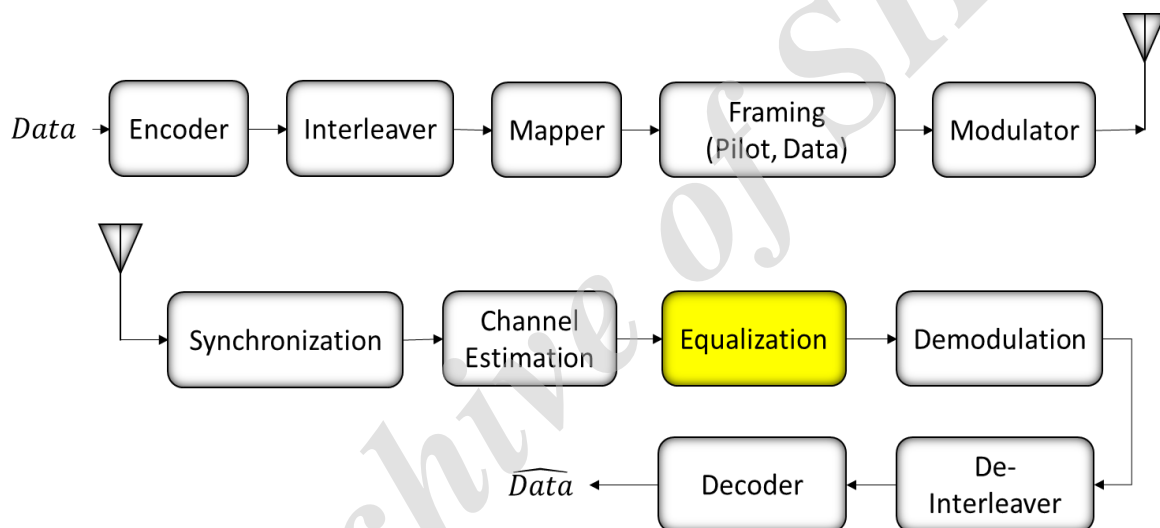 Data
Encoder
Interleaver
Mapper
Framing
(Pilot, Data)
Modulator
Synchronization
Channel
Estimation
Equalization
Demodulation
De-
Interleaver
Decoder
Data